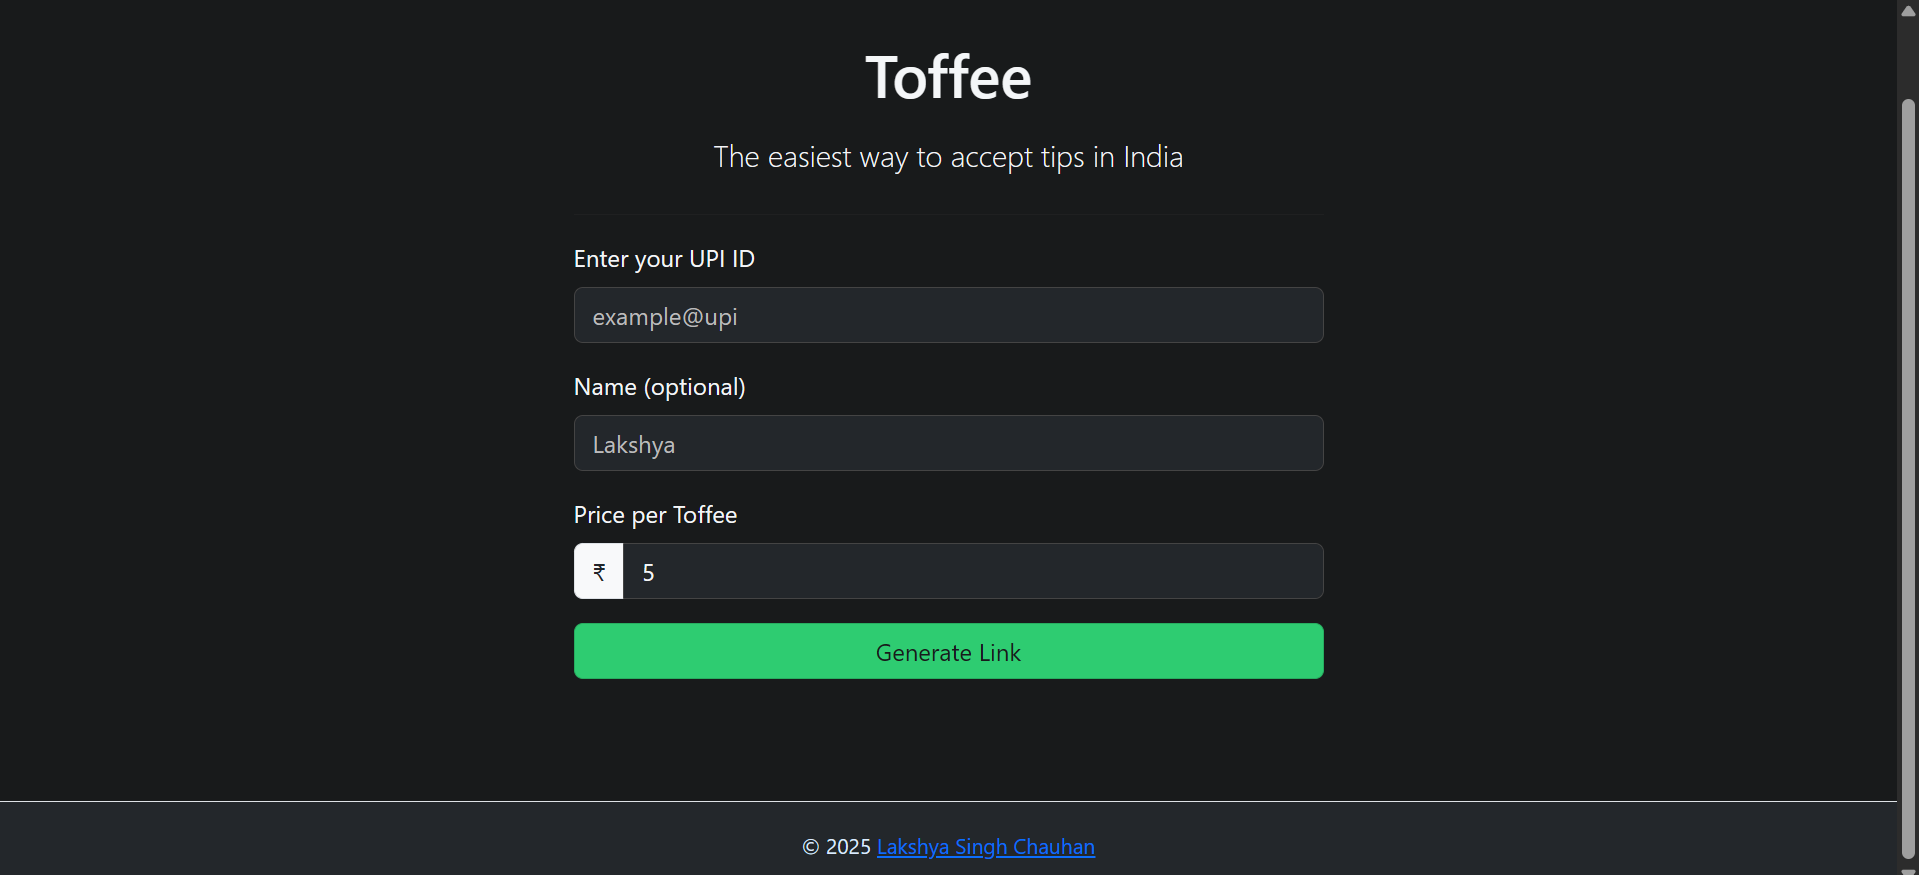 Toffee
The easiest way to accept tips in India
Enter your UPI ID
example@upi
Name (optional)
Lakshya
Price per Toffee
₹ 5
Generate Link
© 2025 Lakshya Singh Chauhan